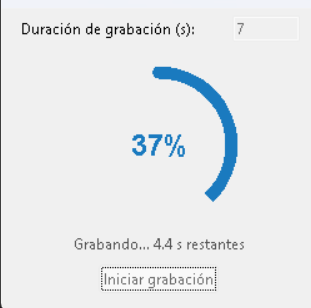 Duración de grabación (s): 7
37%
Grabando... 4.4 s restantes
Iniciar grabación